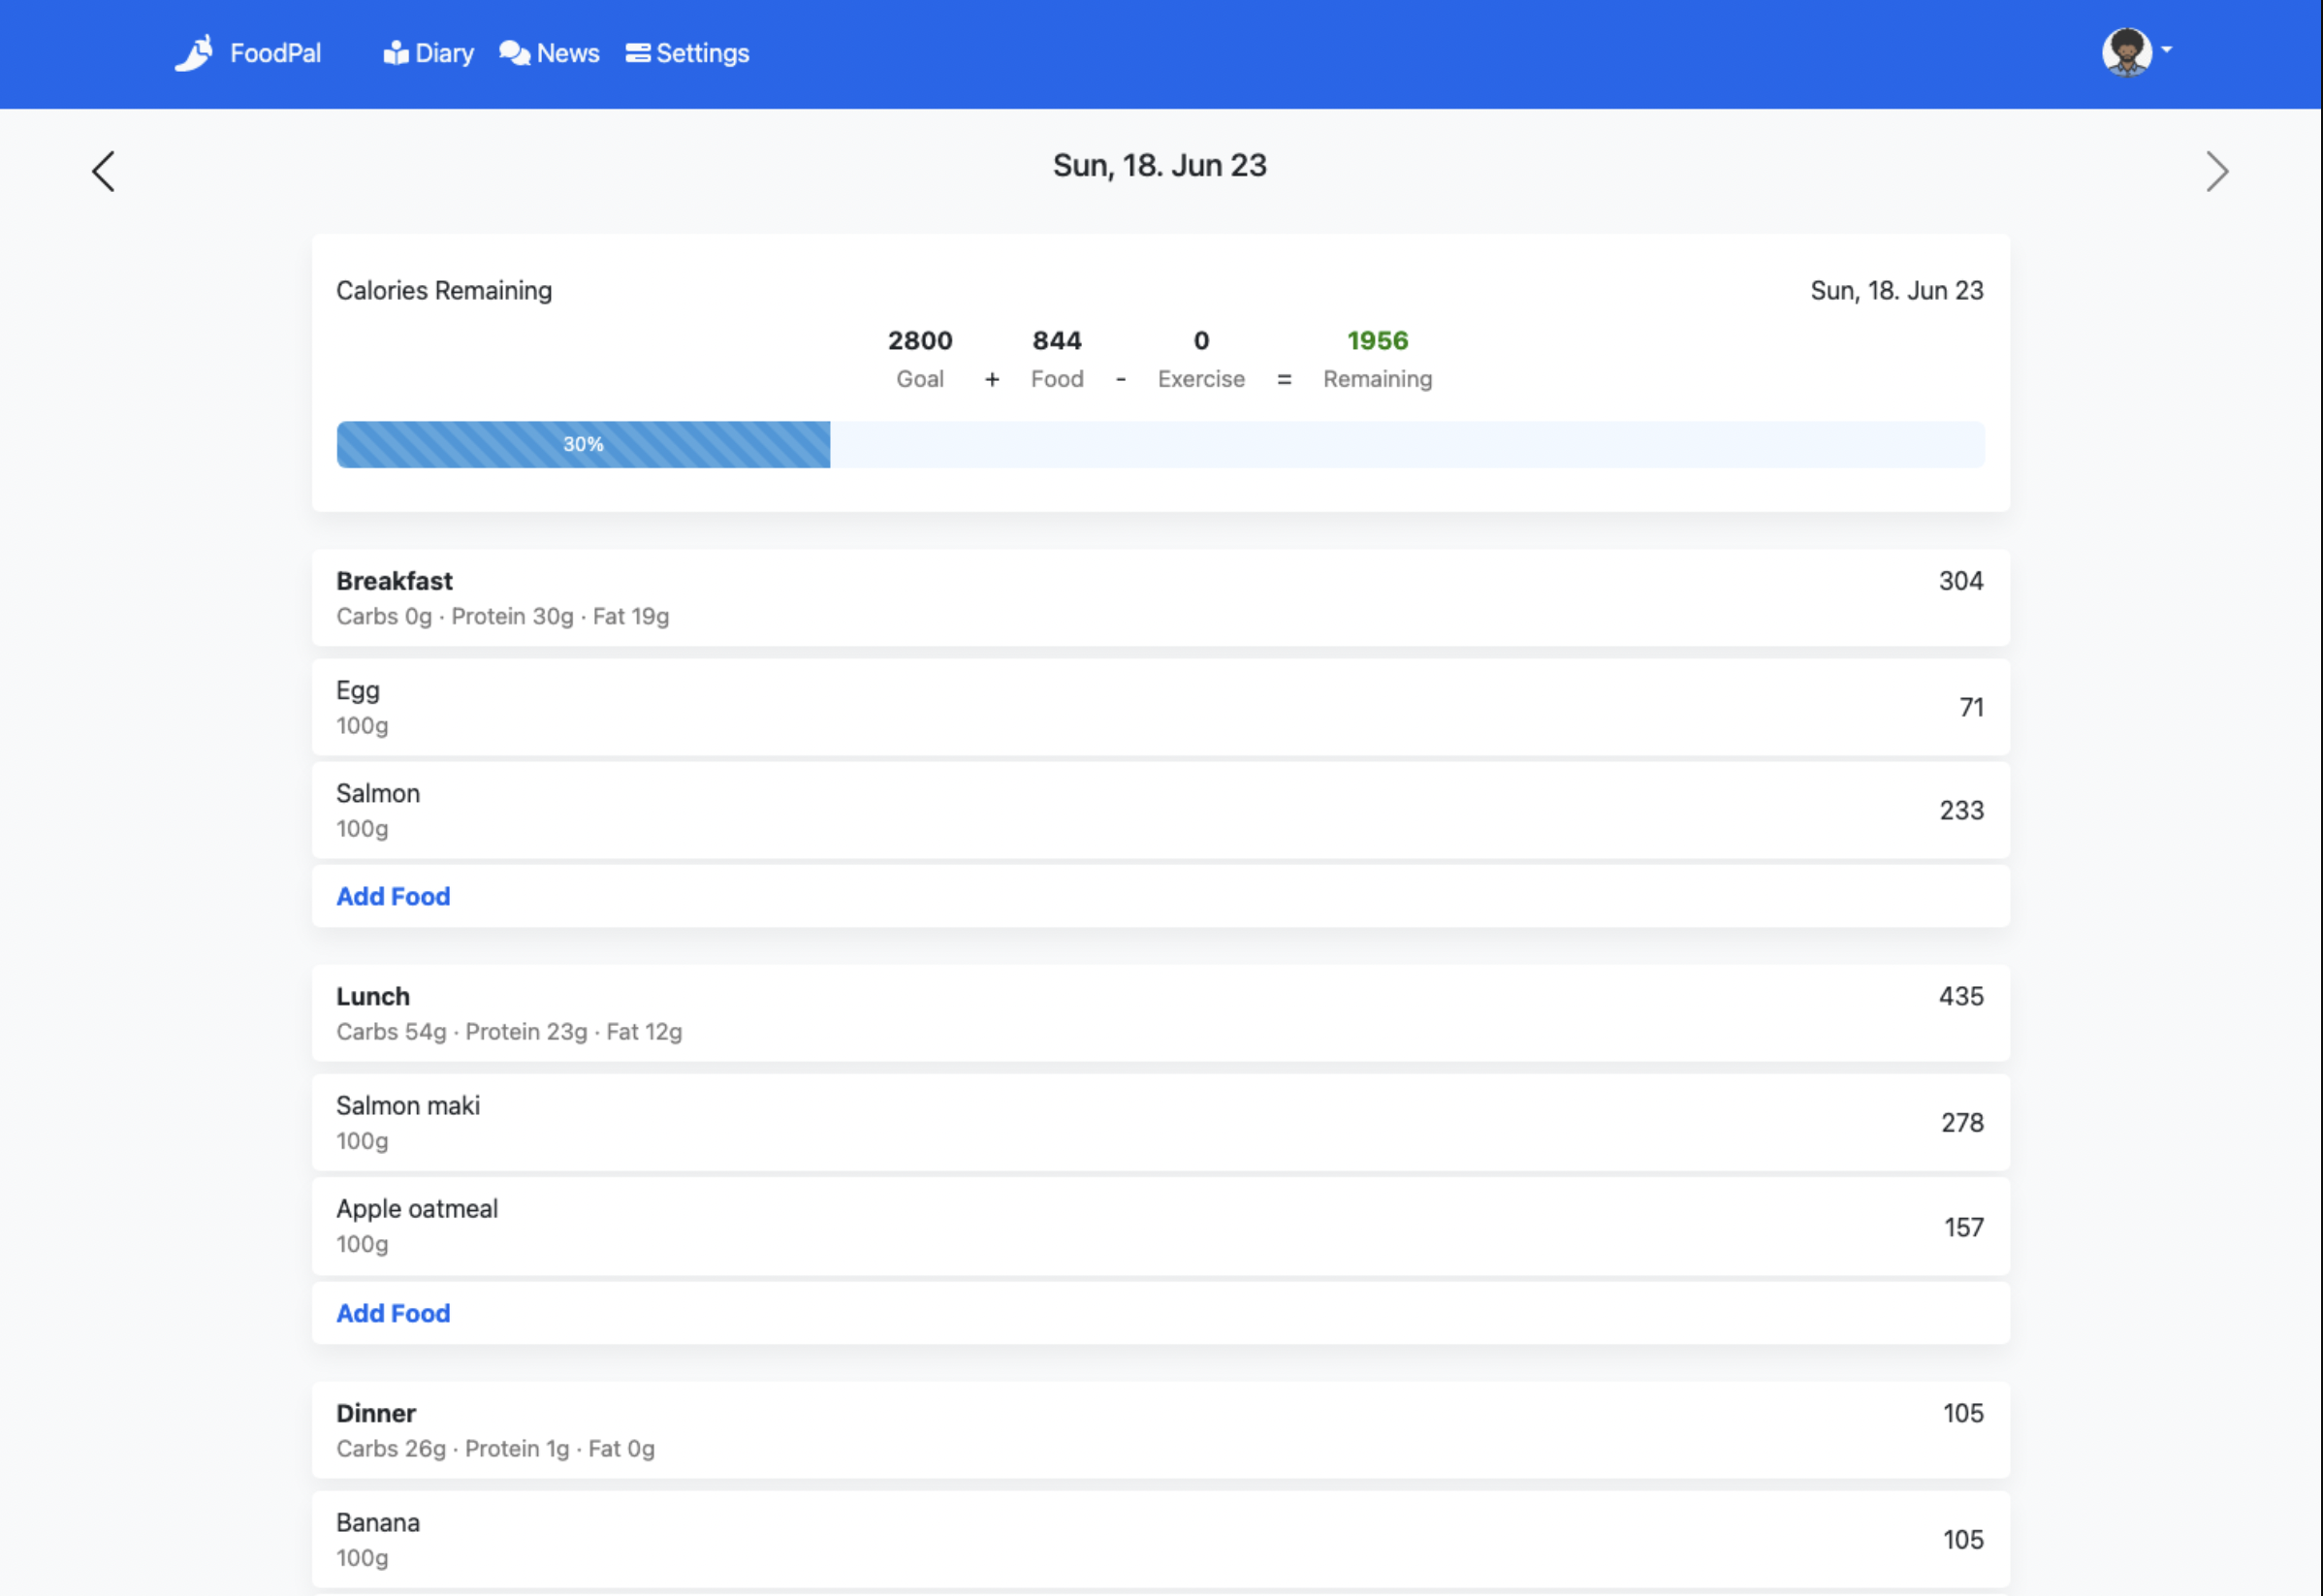 FoodPal Diary News Settings
Sun, 18. Jun 23
Calories Remaining Sun, 18. Jun 23
2800 844 0 1956
Goal + Food - Exercise = Remaining
30%
Breakfast 304
Carbs 0g · Protein 30g · Fat 19g
Egg 71
100g
Salmon 233
100g
Add Food
Lunch 435
Carbs 54g · Protein 23g · Fat 12g
Salmon maki 278
100g
Apple oatmeal 157
100g
Add Food
Dinner 105
Carbs 26g · Protein 1g · Fat 0g
Banana 105
100g